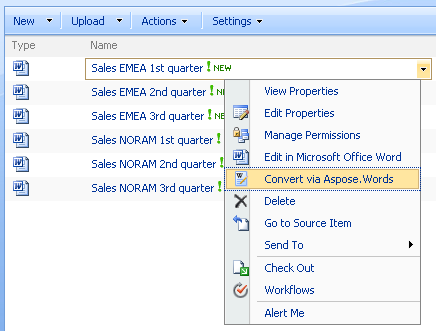 New Upload Actions Settings
Type Name
Sales EMEA 1st quarter ! NEW
Sales EMEA 2nd quarter !
Sales EMEA 3rd quarter !
Sales NORAM 1st quarter !
Sales NORAM 2nd quarter !
Sales NORAM 3rd quarter !
View Properties
Edit Properties
Manage Permissions
Edit in Microsoft Office Word
Convert via Aspose.Words
Delete
Go to Source Item
Send To
Check Out
Workflows
Alert Me